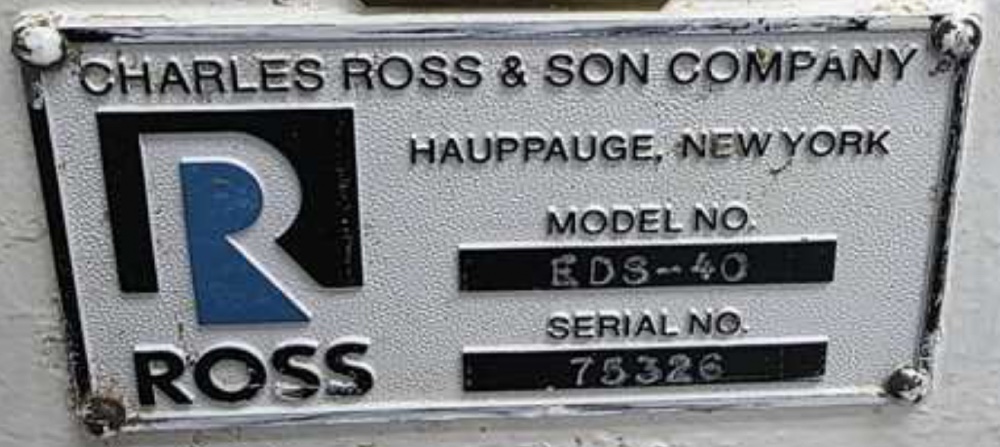 CHARLES ROSS & SON COMPANY
HAUPPAUGE, NEW YORK
MODEL NO.
EDS-40
SERIAL NO.
75326
R
ROSS